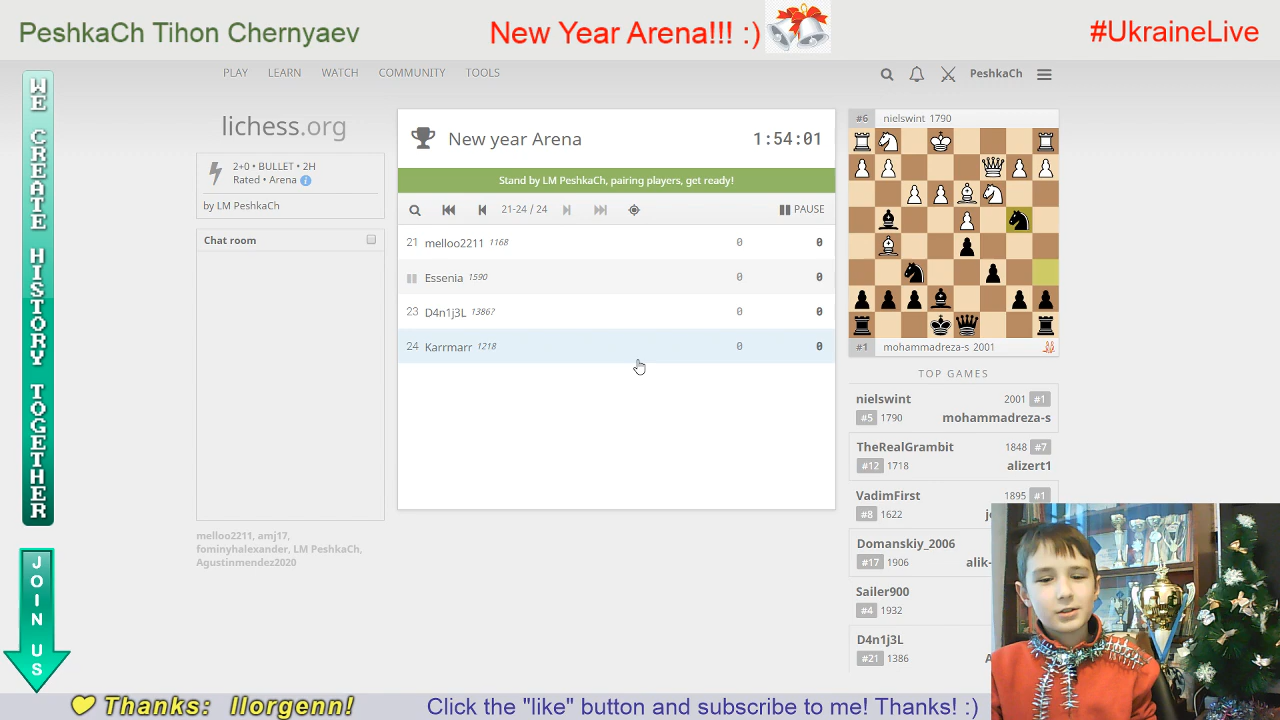 PeshkaCh Tihon Chernyaev
New Year Arena!!! :)
#UkraineLive
PLAY LEARN WATCH COMMUNITY TOOLS
PeshkaCh
lichess.org
2+0 • BULLET • 2H
Rated • Arena
by LM PeshkaCh
Chat room
melloo2211, amj17,
fominyhalexander, LM PeshkaCh,
Agustinmendez2020
New year Arena 1:54:01
Stand by LM PeshkaCh, pairing players, get ready!
21-24 / 24 PAUSE
21 melloo2211 1168 0 0
Essenia 1590 0 0
23 D4n1j3L 13867 0 0
24 Karrmarr 1218 0 0
#6 nielswint 1790
#1 mohammadreza-s 2001
TOP GAMES
nielswint 2001 #1
#5 1790 mohammadreza-s
TheRealGrambit 1848 #7
#12 1718 alizert1
VadimFirst 1895 #1
#8 1622
Domanskiy_2006
#17 1906 alik-
Sailer900
#4 1932
D4n1j3L
#21 1386
WE CREATE HISTORY TOGETHER
JOIN US
Thanks: llorgenn!
Click the "like" button and subscribe to me! Thanks! :)